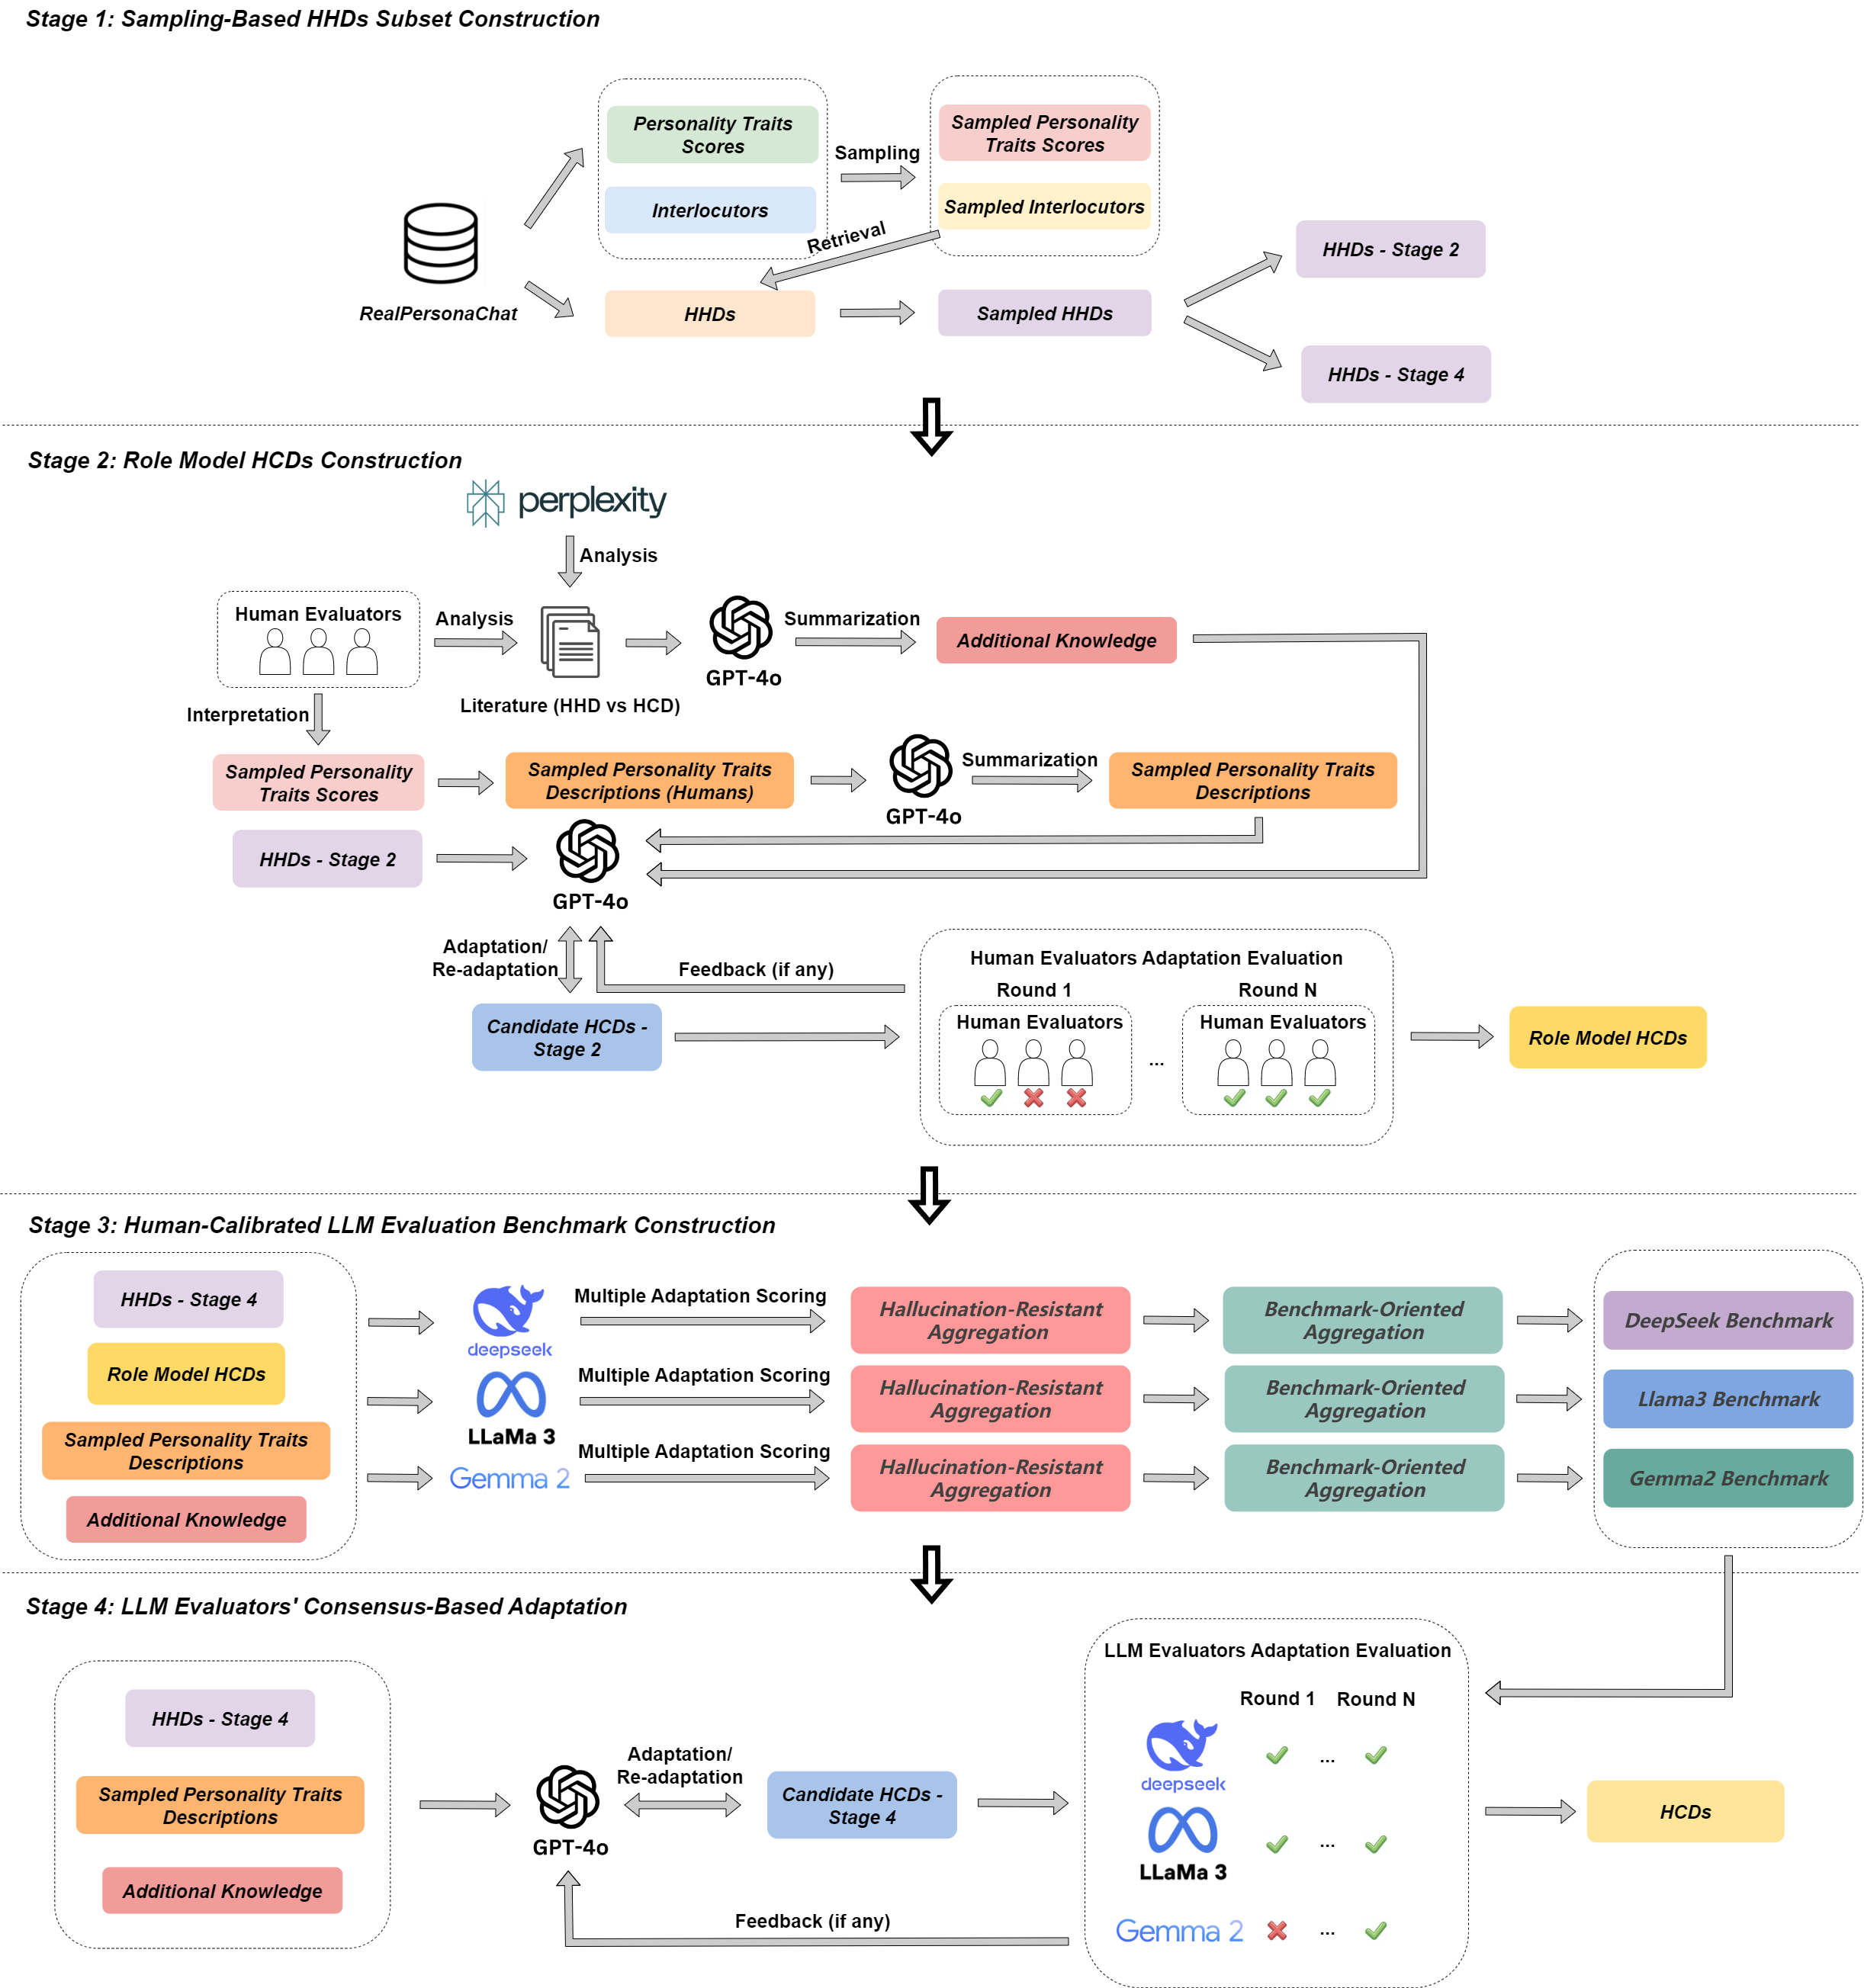 Stage 1: Sampling-Based HHDs Subset Construction
Personality Traits
Scores
Interlocutors
Sampling
Sampled Personality
Traits Scores
Sampled Interlocutors
Retrieval
RealPersonaChat
HHDs
Sampled HHDs
HHDs - Stage 2
HHDs - Stage 4
Stage 2: Role Model HCDs Construction
perplexity
Analysis
Human Evaluators
Analysis
Literature (HHD vs HCD)
GPT-4o
Summarization
Additional Knowledge
Interpretation
Sampled Personality
Traits Scores
Sampled Personality Traits
Descriptions (Humans)
GPT-4o
Summarization
Sampled Personality Traits
Descriptions
HHDs - Stage 2
GPT-4o
Adaptation/
Re-adaptation
Feedback (if any)
Candidate HCDs -
Stage 2
Human Evaluators Adaptation Evaluation
Round 1
Human Evaluators
...
Round N
Human Evaluators
Role Model HCDs
Stage 3: Human-Calibrated LLM Evaluation Benchmark Construction
HHDs - Stage 4
Role Model HCDs
Sampled Personality Traits
Descriptions
Additional Knowledge
deepseek
Multiple Adaptation Scoring
Hallucination-Resistant
Aggregation
Benchmark-Oriented
Aggregation
DeepSeek Benchmark
LLaMa 3
Multiple Adaptation Scoring
Hallucination-Resistant
Aggregation
Benchmark-Oriented
Aggregation
Llama3 Benchmark
Gemma 2
Multiple Adaptation Scoring
Hallucination-Resistant
Aggregation
Benchmark-Oriented
Aggregation
Gemma2 Benchmark
Stage 4: LLM Evaluators' Consensus-Based Adaptation
HHDs - Stage 4
Sampled Personality Traits
Descriptions
Additional Knowledge
GPT-4o
Adaptation/
Re-adaptation
Candidate HCDs -
Stage 4
Feedback (if any)
LLM Evaluators Adaptation Evaluation
Round 1
Round N
deepseek
...
LLaMa 3
...
Gemma 2
...
HCDs